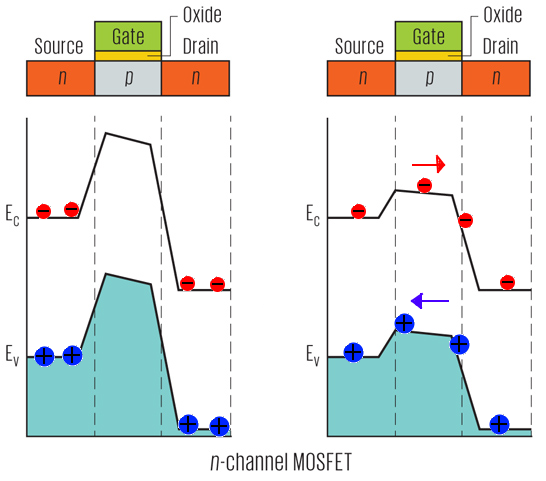 Oxide
Gate
Source
Drain
n
p
n
E_C
E_V
Oxide
Gate
Source
Drain
n
p
n
E_C
E_V
n-channel MOSFET